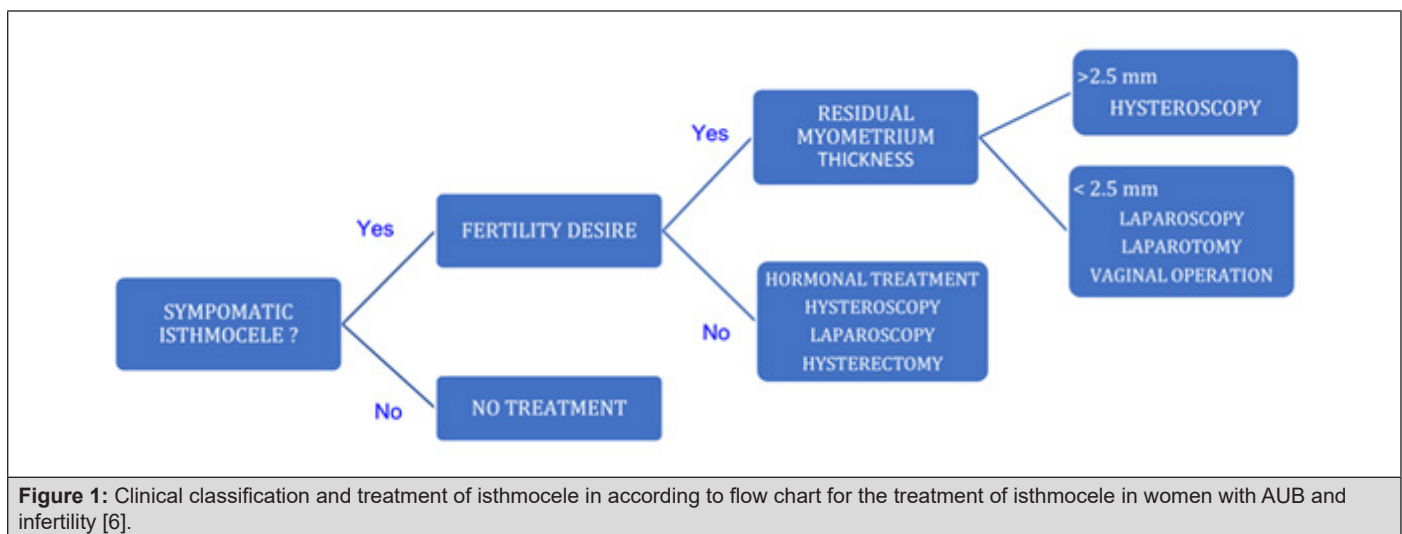 SYMPOMATIC
ISTHMOCELE ?
Yes
No
FERTILITY DESIRE
NO TREATMENT
Yes
No
RESIDUAL
MYOMETRIUM
THICKNESS
HORMONAL TREATMENT
HYSTEROSCOPY
LAPAROSCOPY
HYSTERECTOMY
>2.5 mm
HYSTEROSCOPY
< 2.5 mm
LAPAROSCOPY
LAPAROTOMY
VAGINAL OPERATION
Figure 1: Clinical classification and treatment of isthmocele in according to flow chart for the treatment of isthmocele in women with AUB and
infertility [6].